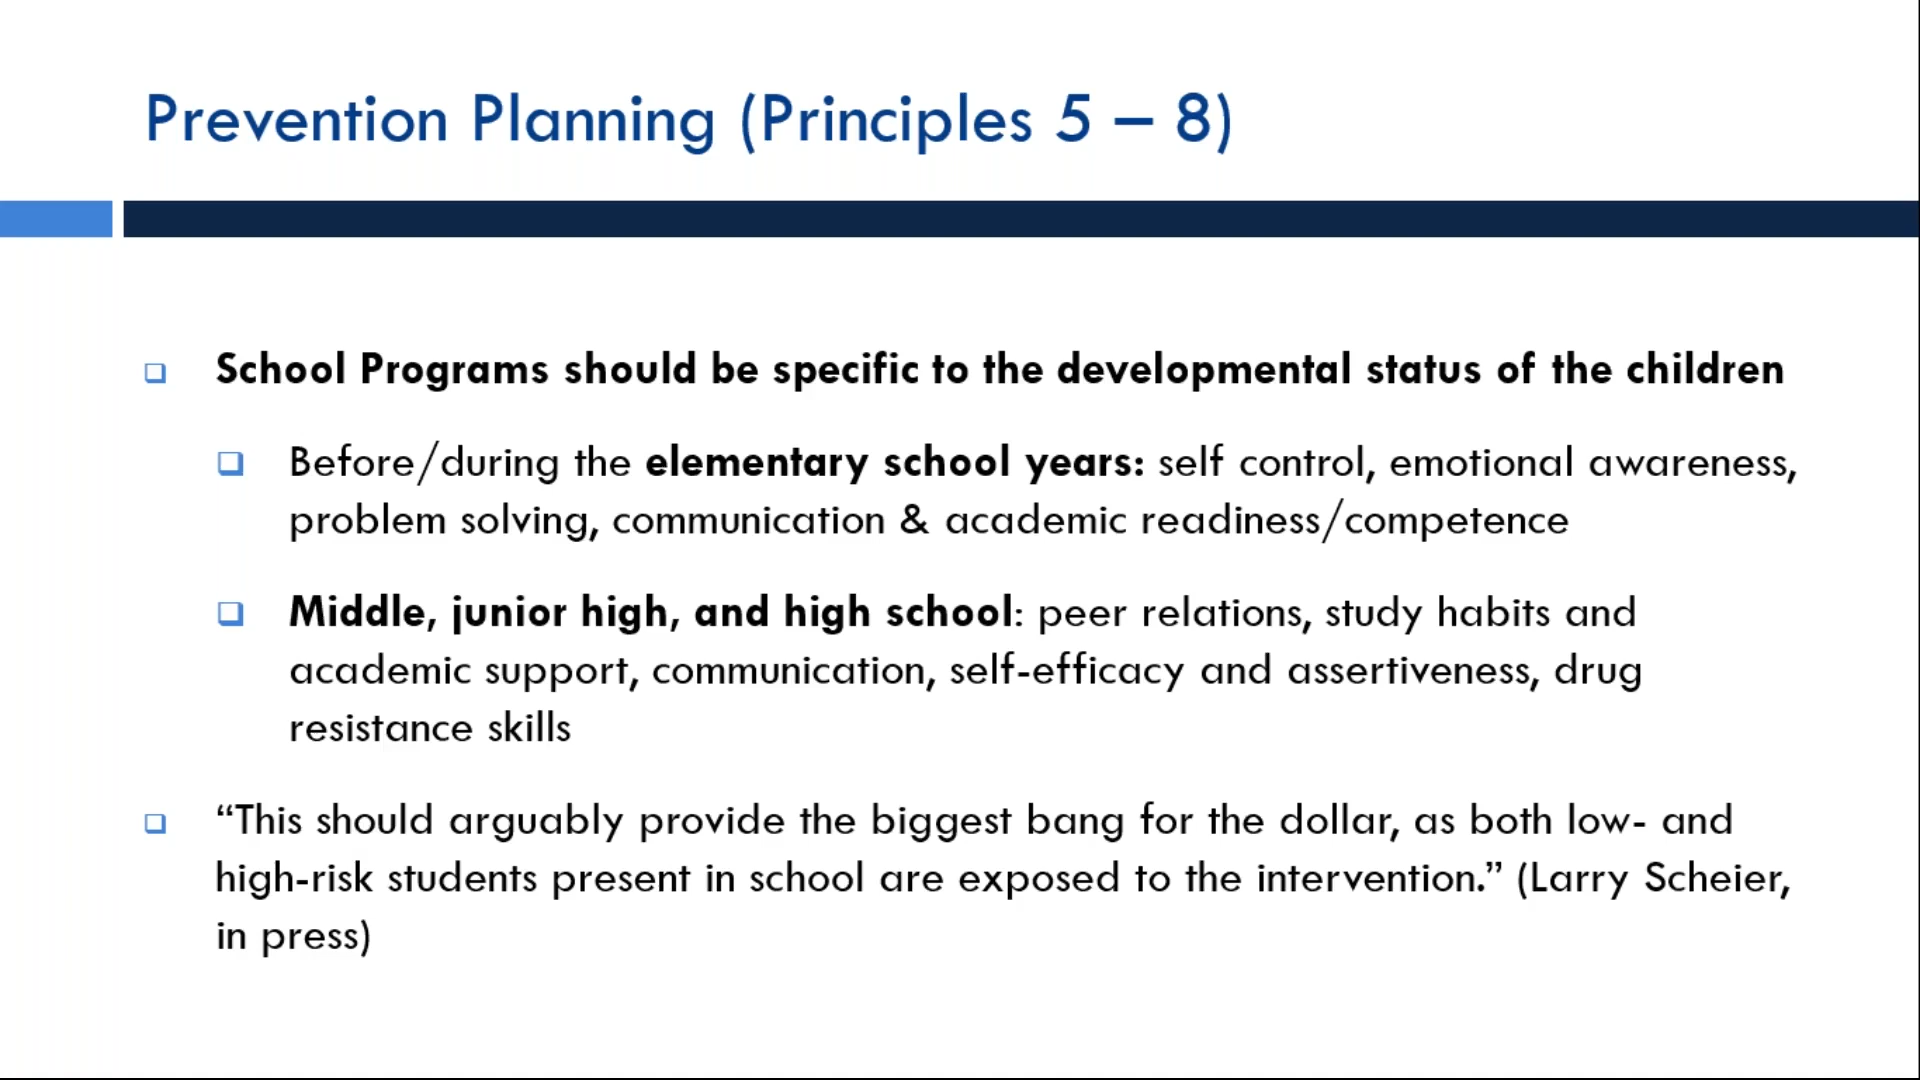 Prevention Planning (Principles 5 – 8)
School Programs should be specific to the developmental status of the children
Before/during the elementary school years: self control, emotional awareness,
problem solving, communication & academic readiness/competence
Middle, junior high, and high school: peer relations, study habits and
academic support, communication, self-efficacy and assertiveness, drug
resistance skills
“This should arguably provide the biggest bang for the dollar, as both low- and
high-risk students present in school are exposed to the intervention.” (Larry Scheier,
in press)